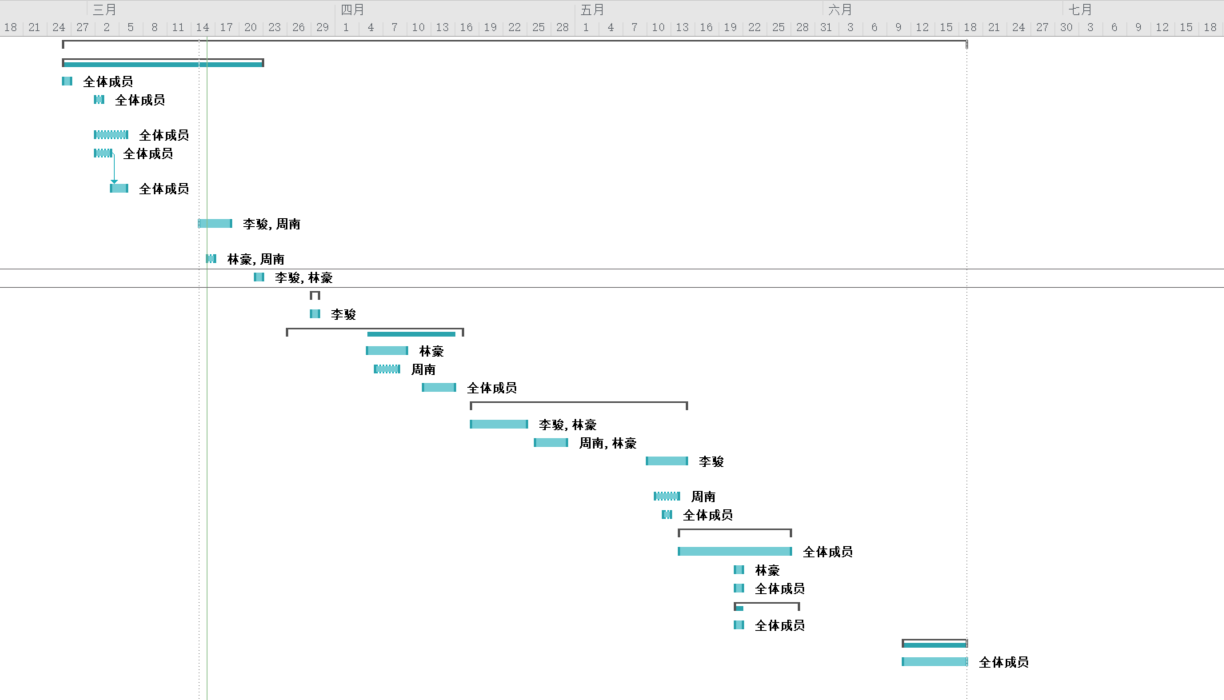 三月 四月 五月 六月 七月
18 21 24 27 2 5 8 11 14 17 20 23 26 29 1 4 7 10 13 16 19 22 25 28 1 4 7 10 13 16 19 22 25 28 31 3 6 9 12 15 18 21 24 27 30 3 6 9 12 15 18
全体成员
全体成员
全体成员
全体成员
全体成员
李骏, 周南
林豪, 周南
李骏, 林豪
李骏
林豪
周南
全体成员
李骏, 林豪
周南, 林豪
李骏
周南
全体成员
全体成员
林豪
全体成员
全体成员
全体成员